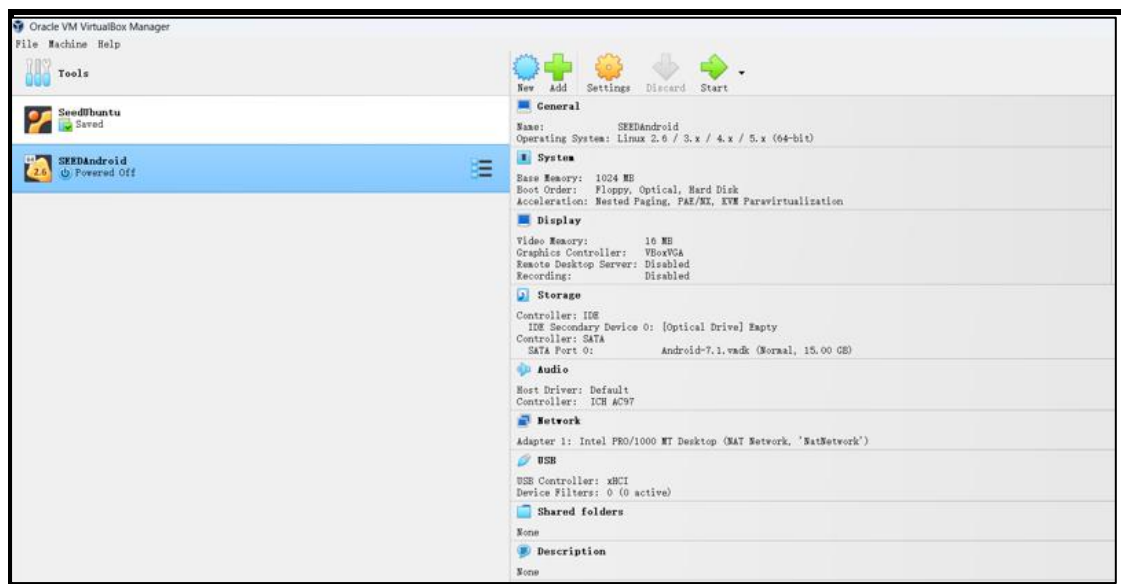 Oracle VM VirtualBox Manager
File Machine Help
Tools
New Add Settings Discard Start
SeedUbuntu
Saved
64
2.6
SEEDAndroid
Powered Off
General
Name: SEEDAndroid
Operating System: Linux 2.6 / 3.x / 4.x / 5.x (64-bit)
System
Base Memory: 1024 MB
Boot Order: Floppy, Optical, Hard Disk
Acceleration: Nested Paging, PAE/NX, KVM Paravirtualization
Display
Video Memory: 16 MB
Graphics Controller: VBoxVGA
Remote Desktop Server: Disabled
Recording: Disabled
Storage
Controller: IDE
IDE Secondary Device 0: [Optical Drive] Empty
Controller: SATA
SATA Port 0: Android-7.1.vmdk (Normal, 15.00 GB)
Audio
Host Driver: Default
Controller: ICH AC97
Network
Adapter 1: Intel PRO/1000 MT Desktop (NAT Network, 'NatNetwork')
USB
USB Controller: xHCI
Device Filters: 0 (0 active)
Shared folders
None
Description
None